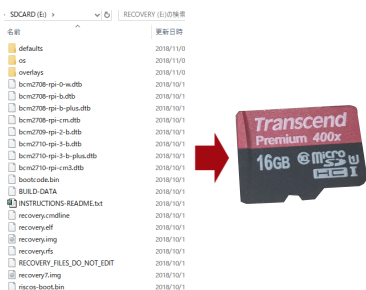 SDCARD (E:)
RECOVERY (E:)の検索
名前
更新日時
defaults 2018/11/0
os 2018/11/0
overlays 2018/11/0
bcm2708-rpi-0-w.dtb 2018/10/1
bcm2708-rpi-b.dtb 2018/10/1
bcm2708-rpi-b-plus.dtb 2018/10/1
bcm2708-rpi-cm.dtb 2018/10/1
bcm2709-rpi-2-b.dtb 2018/10/1
bcm2710-rpi-3-b.dtb 2018/10/1
bcm2710-rpi-3-b-plus.dtb 2018/10/1
bcm2710-rpi-cm3.dtb 2018/10/1
bootcode.bin 2018/10/1
BUILD-DATA 2018/10/1
INSTRUCTIONS-README.txt 2018/10/1
recovery.cmdline 2018/10/1
recovery.elf 2018/10/1
recovery.img 2018/10/1
recovery.rfs 2018/10/1
RECOVERY_FILES_DO_NOT_EDIT 2018/10/1
recovery7.img 2018/10/1
riscos-boot.bin 2018/10/1
Transcend
Premium 400x
16GB 10 micro SD HC U 1